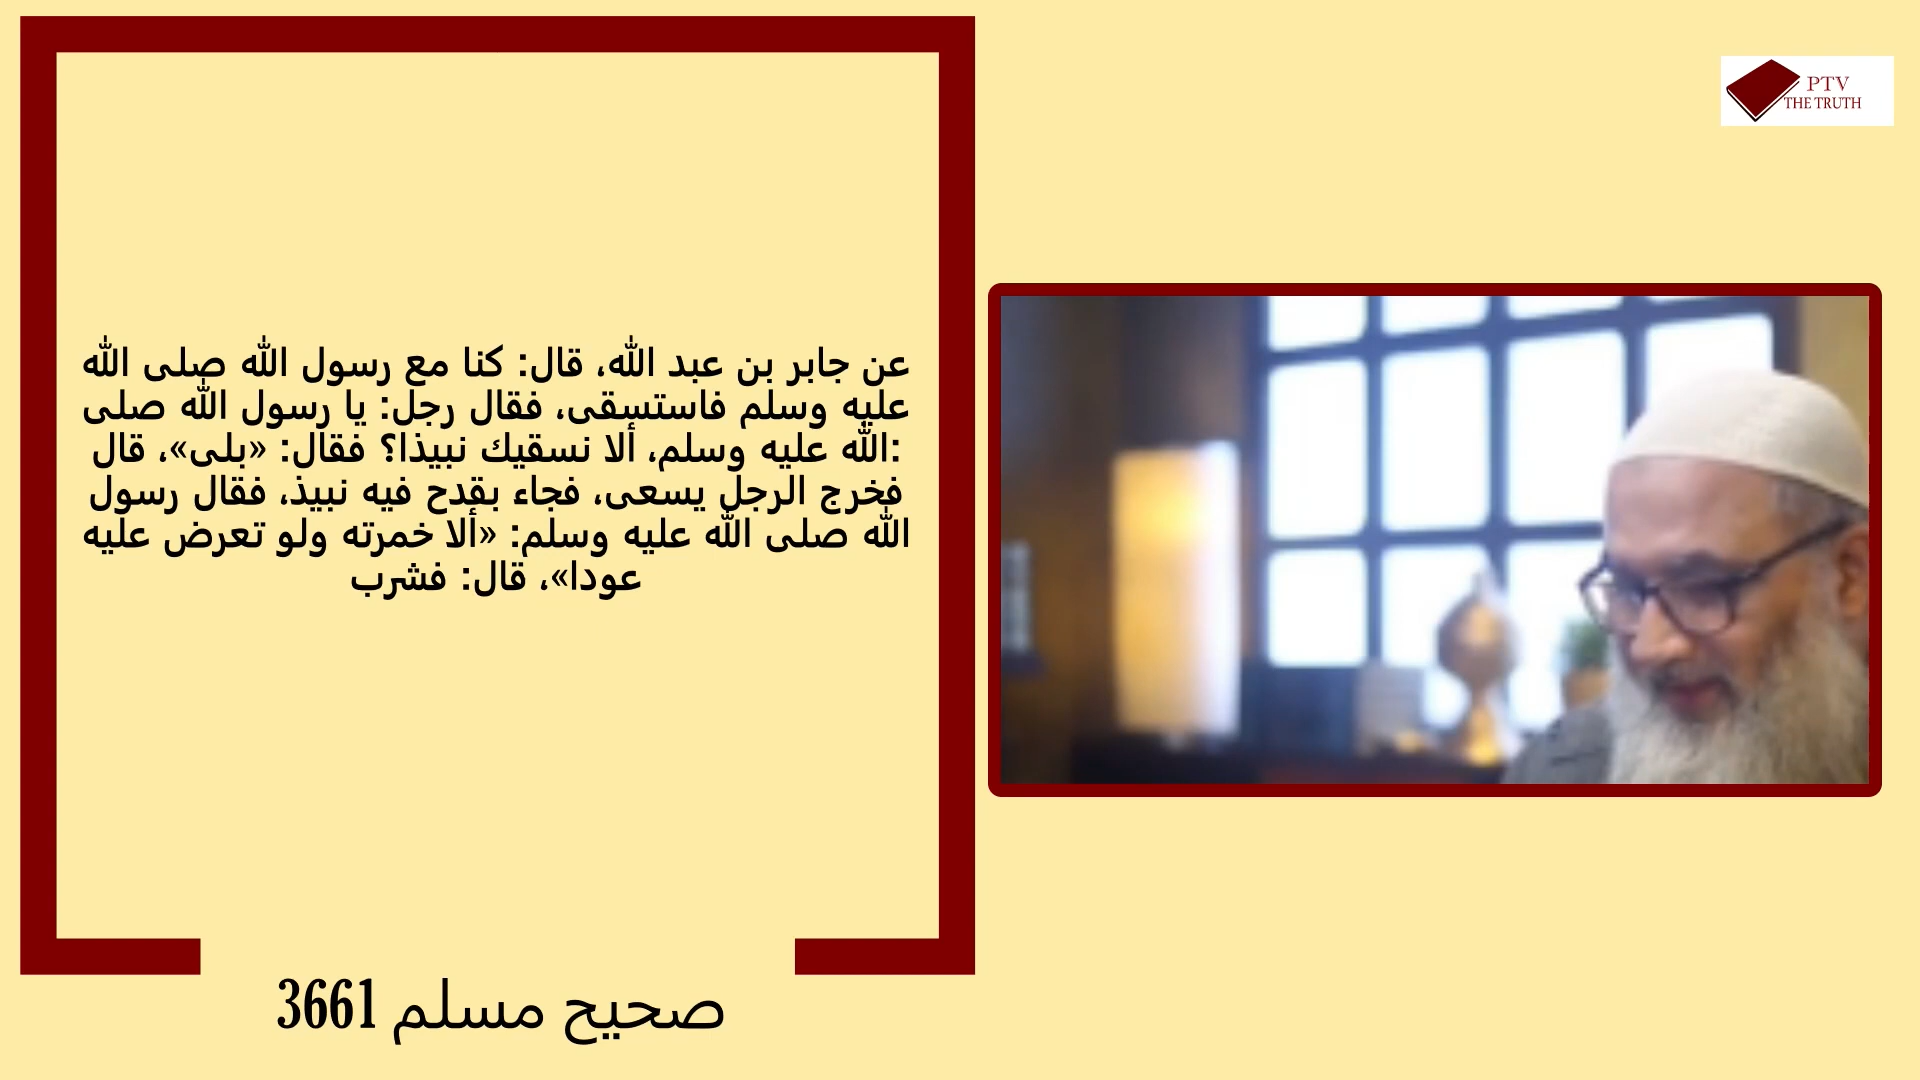 عن جابر بن عبد الله، قال: كنا مع رسول الله صلى الله
عليه وسلم فاستسقى، فقال رجل: يا رسول الله صلى
الله عليه وسلم، ألا نسقيك نبيذا؟ فقال: «بلى»، قال:
فخرج الرجل يسعى، فجاء بقدح فيه نبيذ، فقال رسول
الله صلى الله عليه وسلم: «ألا خمرته ولو تعرض عليه
عودا»، قال: فشرب
صحيح مسلم 3661
PTV
THE TRUTH